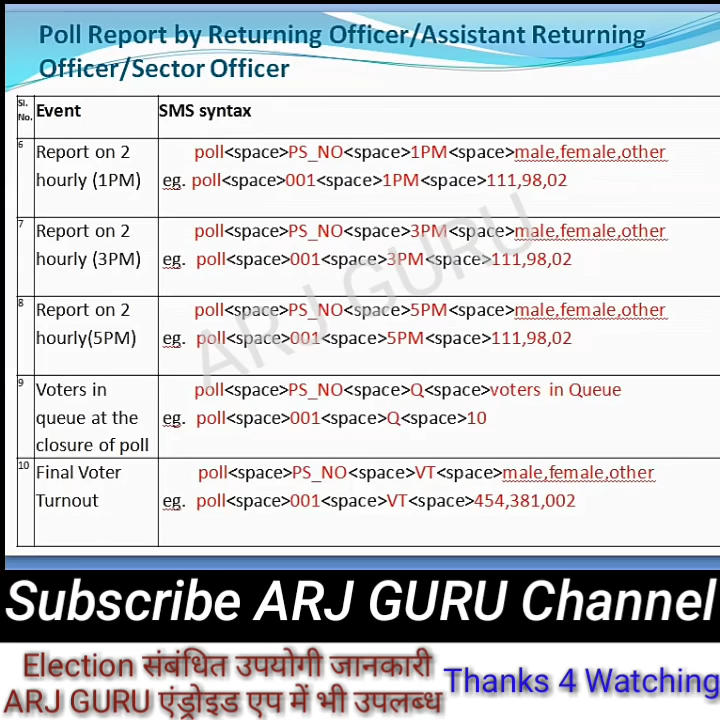 Poll Report by Returning Officer/Assistant Returning
Officer/Sector Officer
Sl. No. Event SMS syntax
6 Report on 2 poll<space>PS_NO<space>1PM<space>male,female,other
hourly (1PM) eg. poll<space>001<space>1PM<space>111,98,02
7 Report on 2 poll<space>PS_NO<space>3PM<space>male,female,other
hourly (3PM) eg. poll<space>001<space>3PM<space>111,98,02
8 Report on 2 poll<space>PS_NO<space>5PM<space>male,female,other
hourly(5PM) eg. poll<space>001<space>5PM<space>111,98,02
9 Voters in poll<space>PS_NO<space>Q<space>voters in Queue
queue at the eg. poll<space>001<space>Q<space>10
closure of poll
10 Final Voter poll<space>PS_NO<space>VT<space>male,female,other
Turnout eg. poll<space>001<space>VT<space>454,381,002
ARJ GURU
Subscribe ARJ GURU Channel
Election संबंधित उपयोगी जानकारी
ARJ GURU एंड्रोइड एप में भी उपलब्ध
Thanks 4 Watching